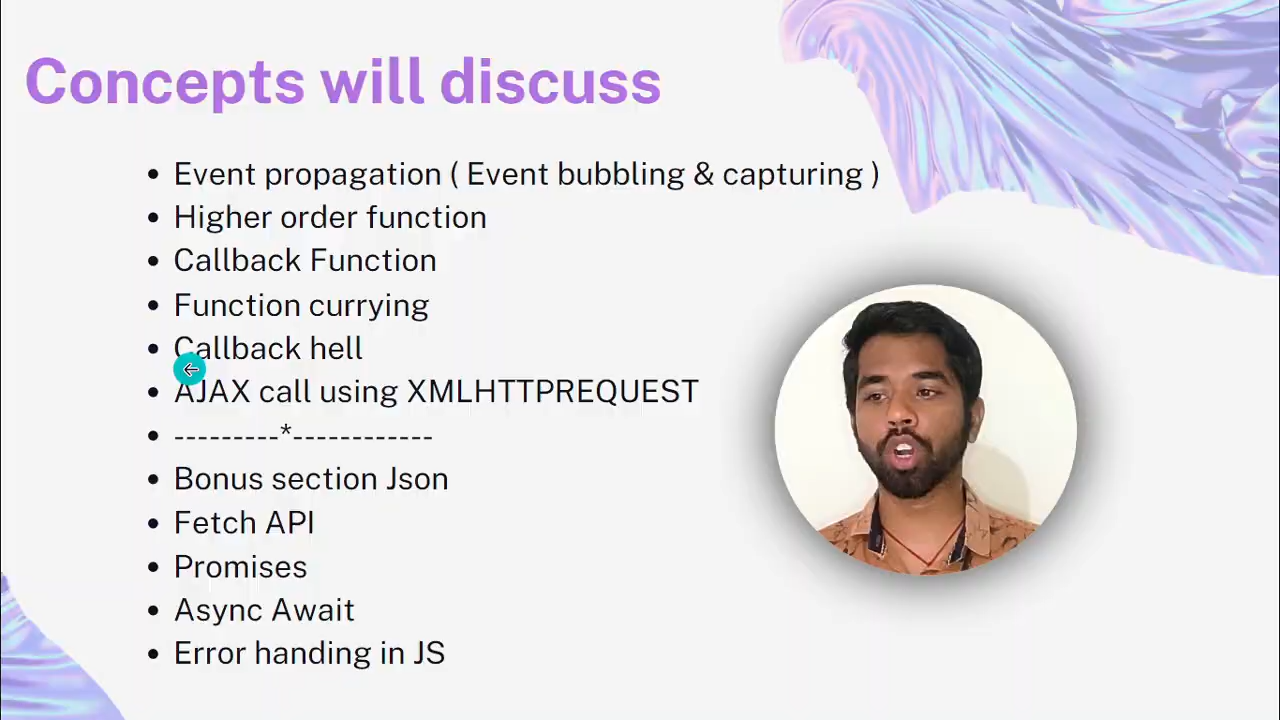 Concepts will discuss
• Event propagation ( Event bubbling & capturing )
• Higher order function
• Callback Function
• Function currying
• Callback hell
• AJAX call using XMLHTTPREQUEST
• ---------*------------
• Bonus section Json
• Fetch API
• Promises
• Async Await
• Error handing in JS